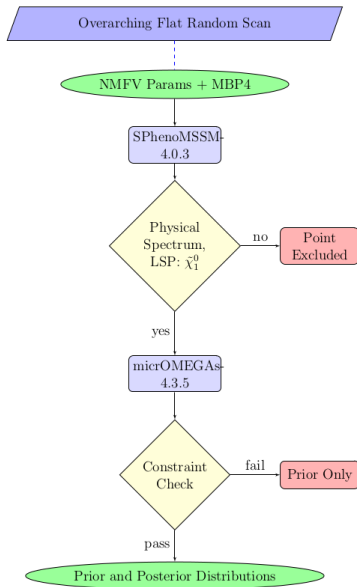 Overarching Flat Random Scan
NMFV Params + MBP4
SPhenoMSSM-
4.0.3
Physical
Spectrum,
LSP: χ̃₁⁰
no
Point
Excluded
yes
micrOMEGAs-
4.3.5
Constraint
Check
fail
Prior Only
pass
Prior and Posterior Distributions